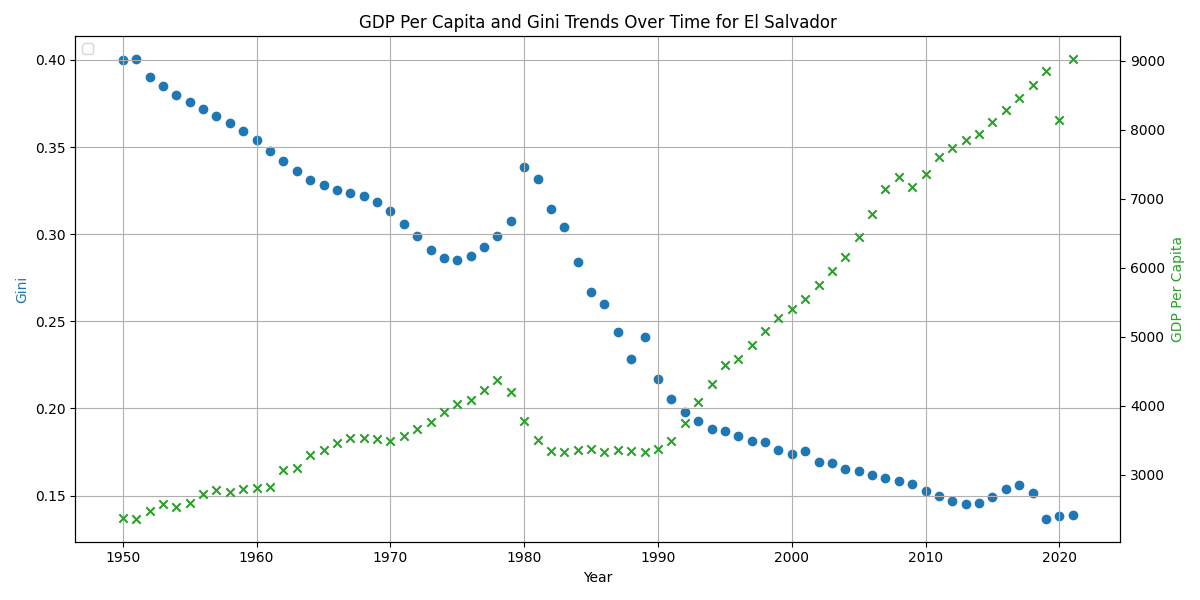 GDP Per Capita and Gini Trends Over Time for El Salvador
0.40
0.35
0.30
0.25
0.20
0.15
Gini
9000
8000
7000
6000
5000
4000
3000
GDP Per Capita
1950 1960 1970 1980 1990 2000 2010 2020
Year